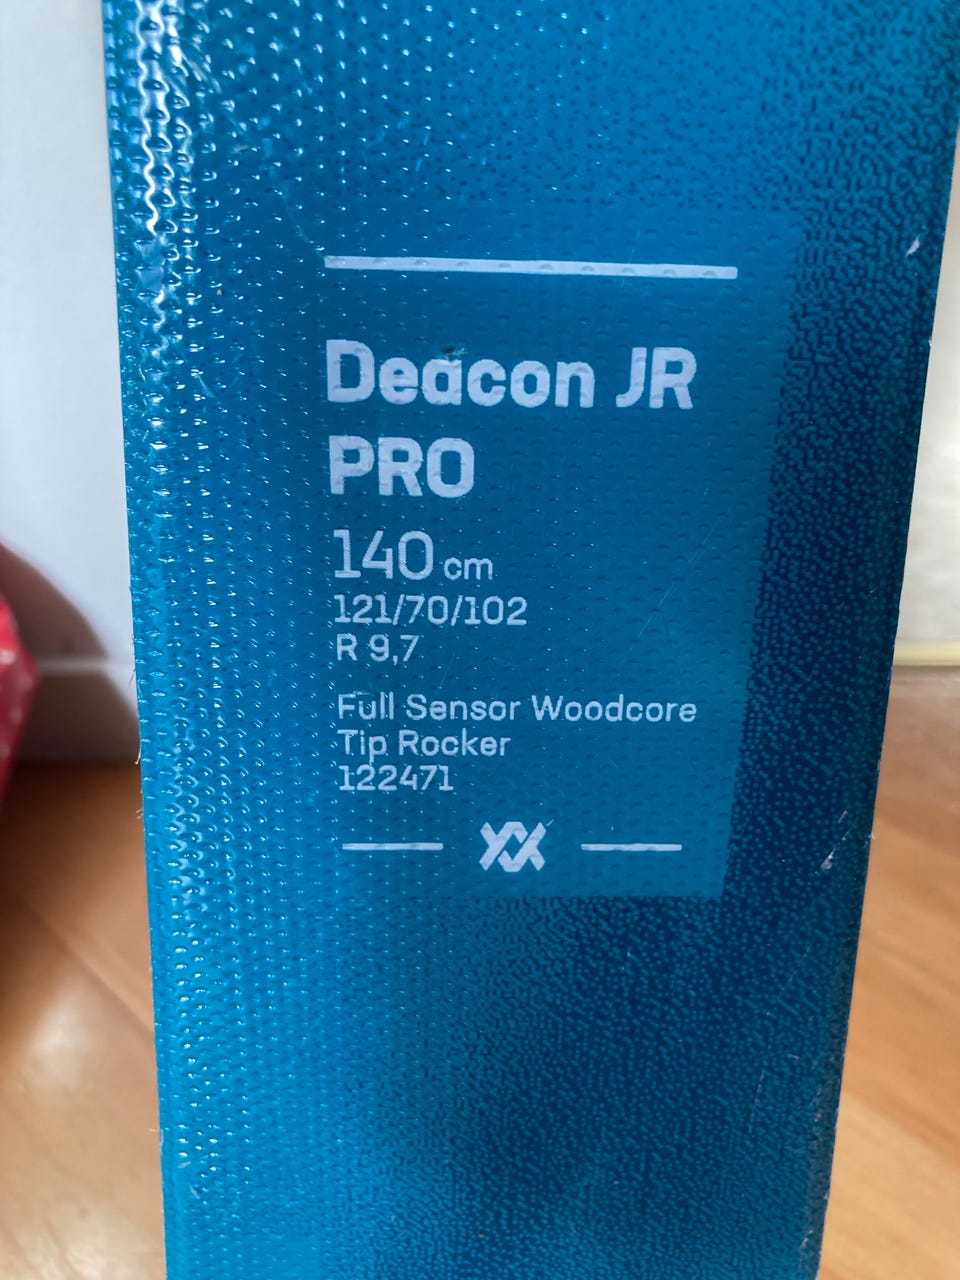 Deacon JR
PRO
140 cm
121/70/102
R 9,7
Full Sensor Woodcore
Tip Rocker
122471